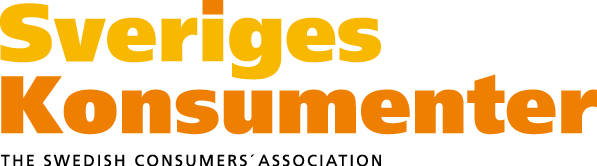 Sveriges
Konsumenter
THE SWEDISH CONSUMERS´ASSOCIATION